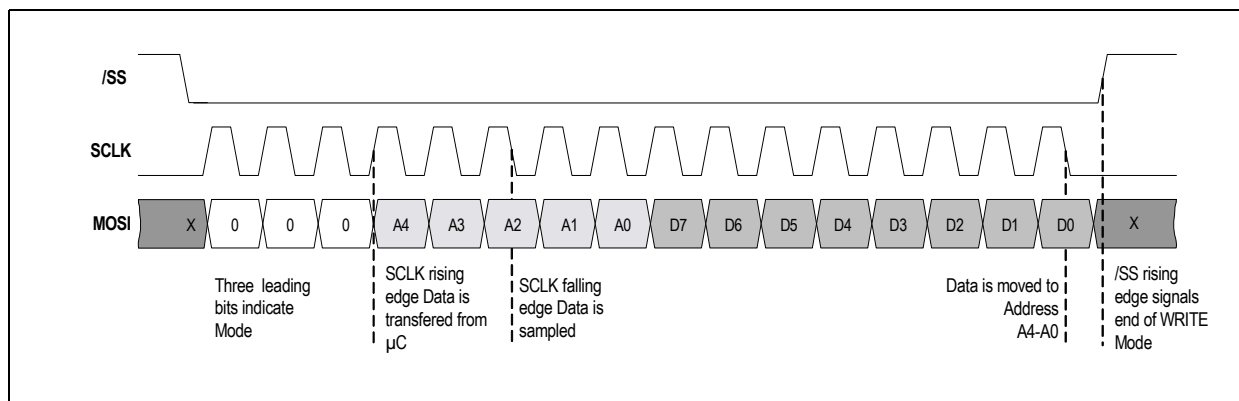 /SS
SCLK
MOSI X 0 0 0 A4 A3 A2 A1 A0 D7 D6 D5 D4 D3 D2 D1 D0 X
Three leading
bits indicate
Mode
SCLK rising
edge Data is
transfered from
µC
SCLK falling
edge Data is
sampled
Data is moved to
Address
A4-A0
/SS rising
edge signals
end of WRITE
Mode